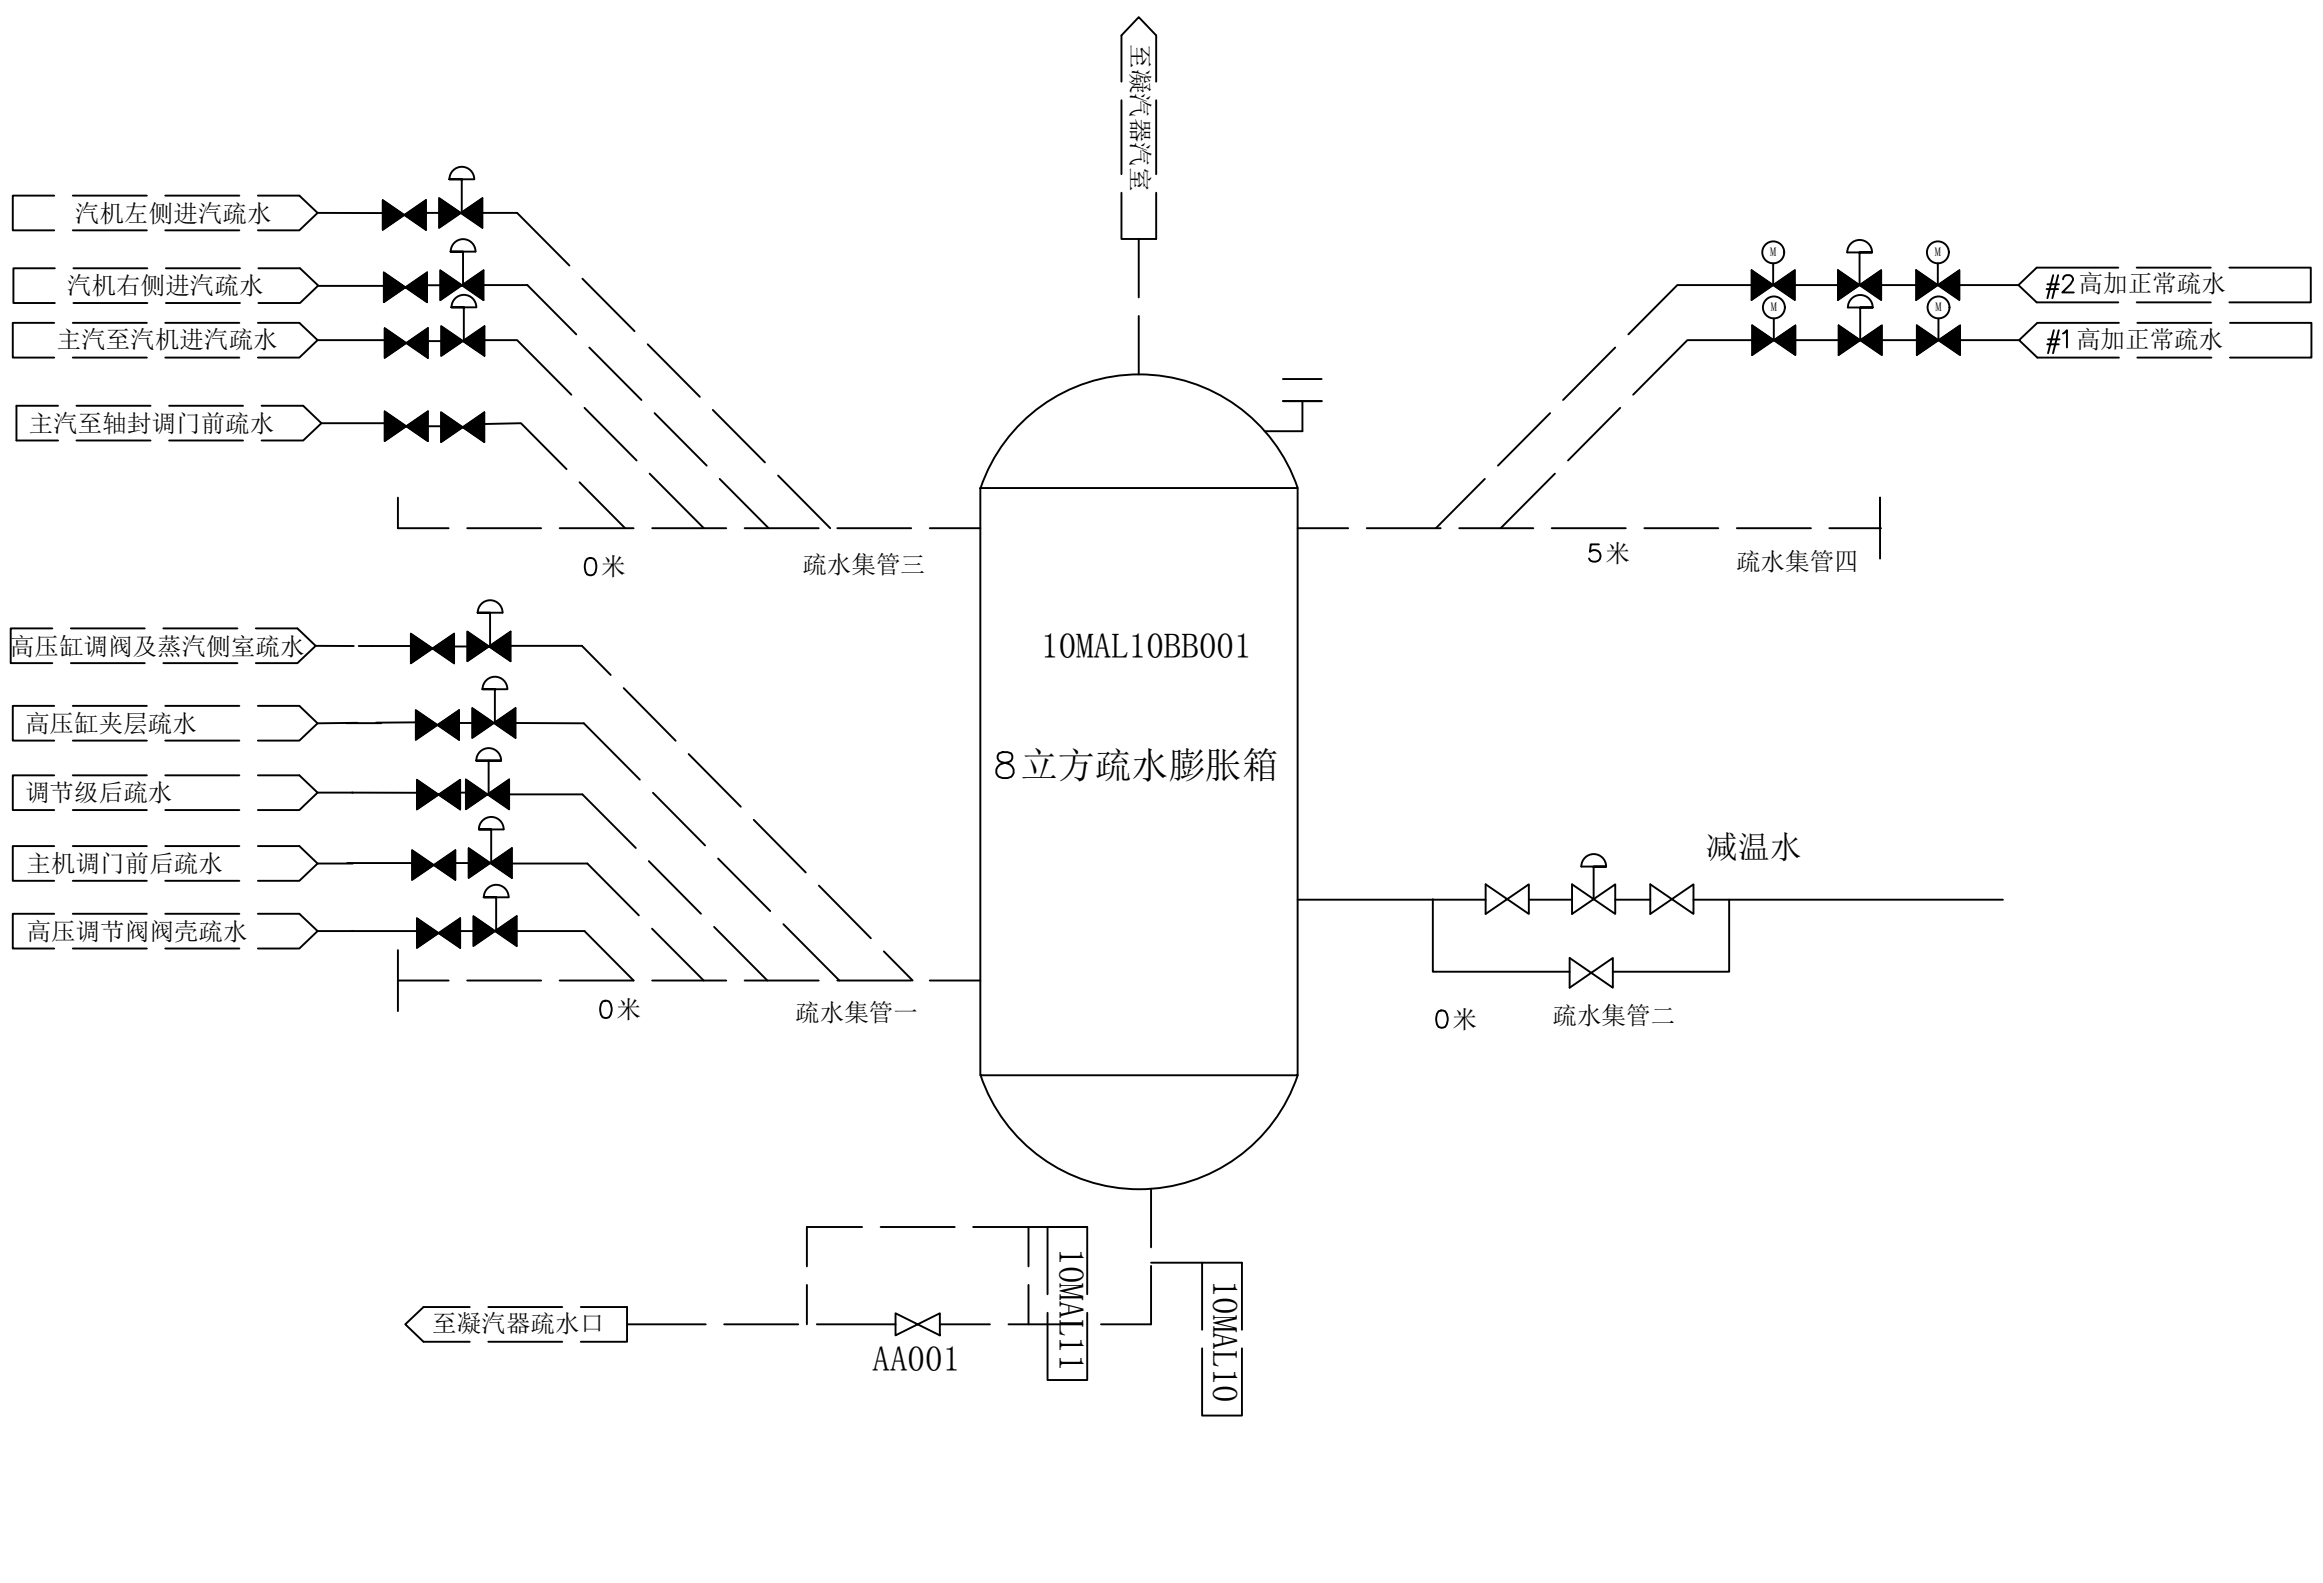 至凝汽器汽室
汽机左侧进汽疏水
汽机右侧进汽疏水
M
M
#2高加正常疏水
主汽至汽机进汽疏水
M
M
#1高加正常疏水
主汽至轴封调门前疏水
0米
疏水集管三
5米
疏水集管四
高压缸调阀及蒸汽侧室疏水
10MAL10BB001
高压缸夹层疏水
8立方疏水膨胀箱
调节级后疏水
主机调门前后疏水
减温水
高压调节阀阀壳疏水
0米
疏水集管一
0米
疏水集管二
至凝汽器疏水口
AA001
10MAL11
10MAL10